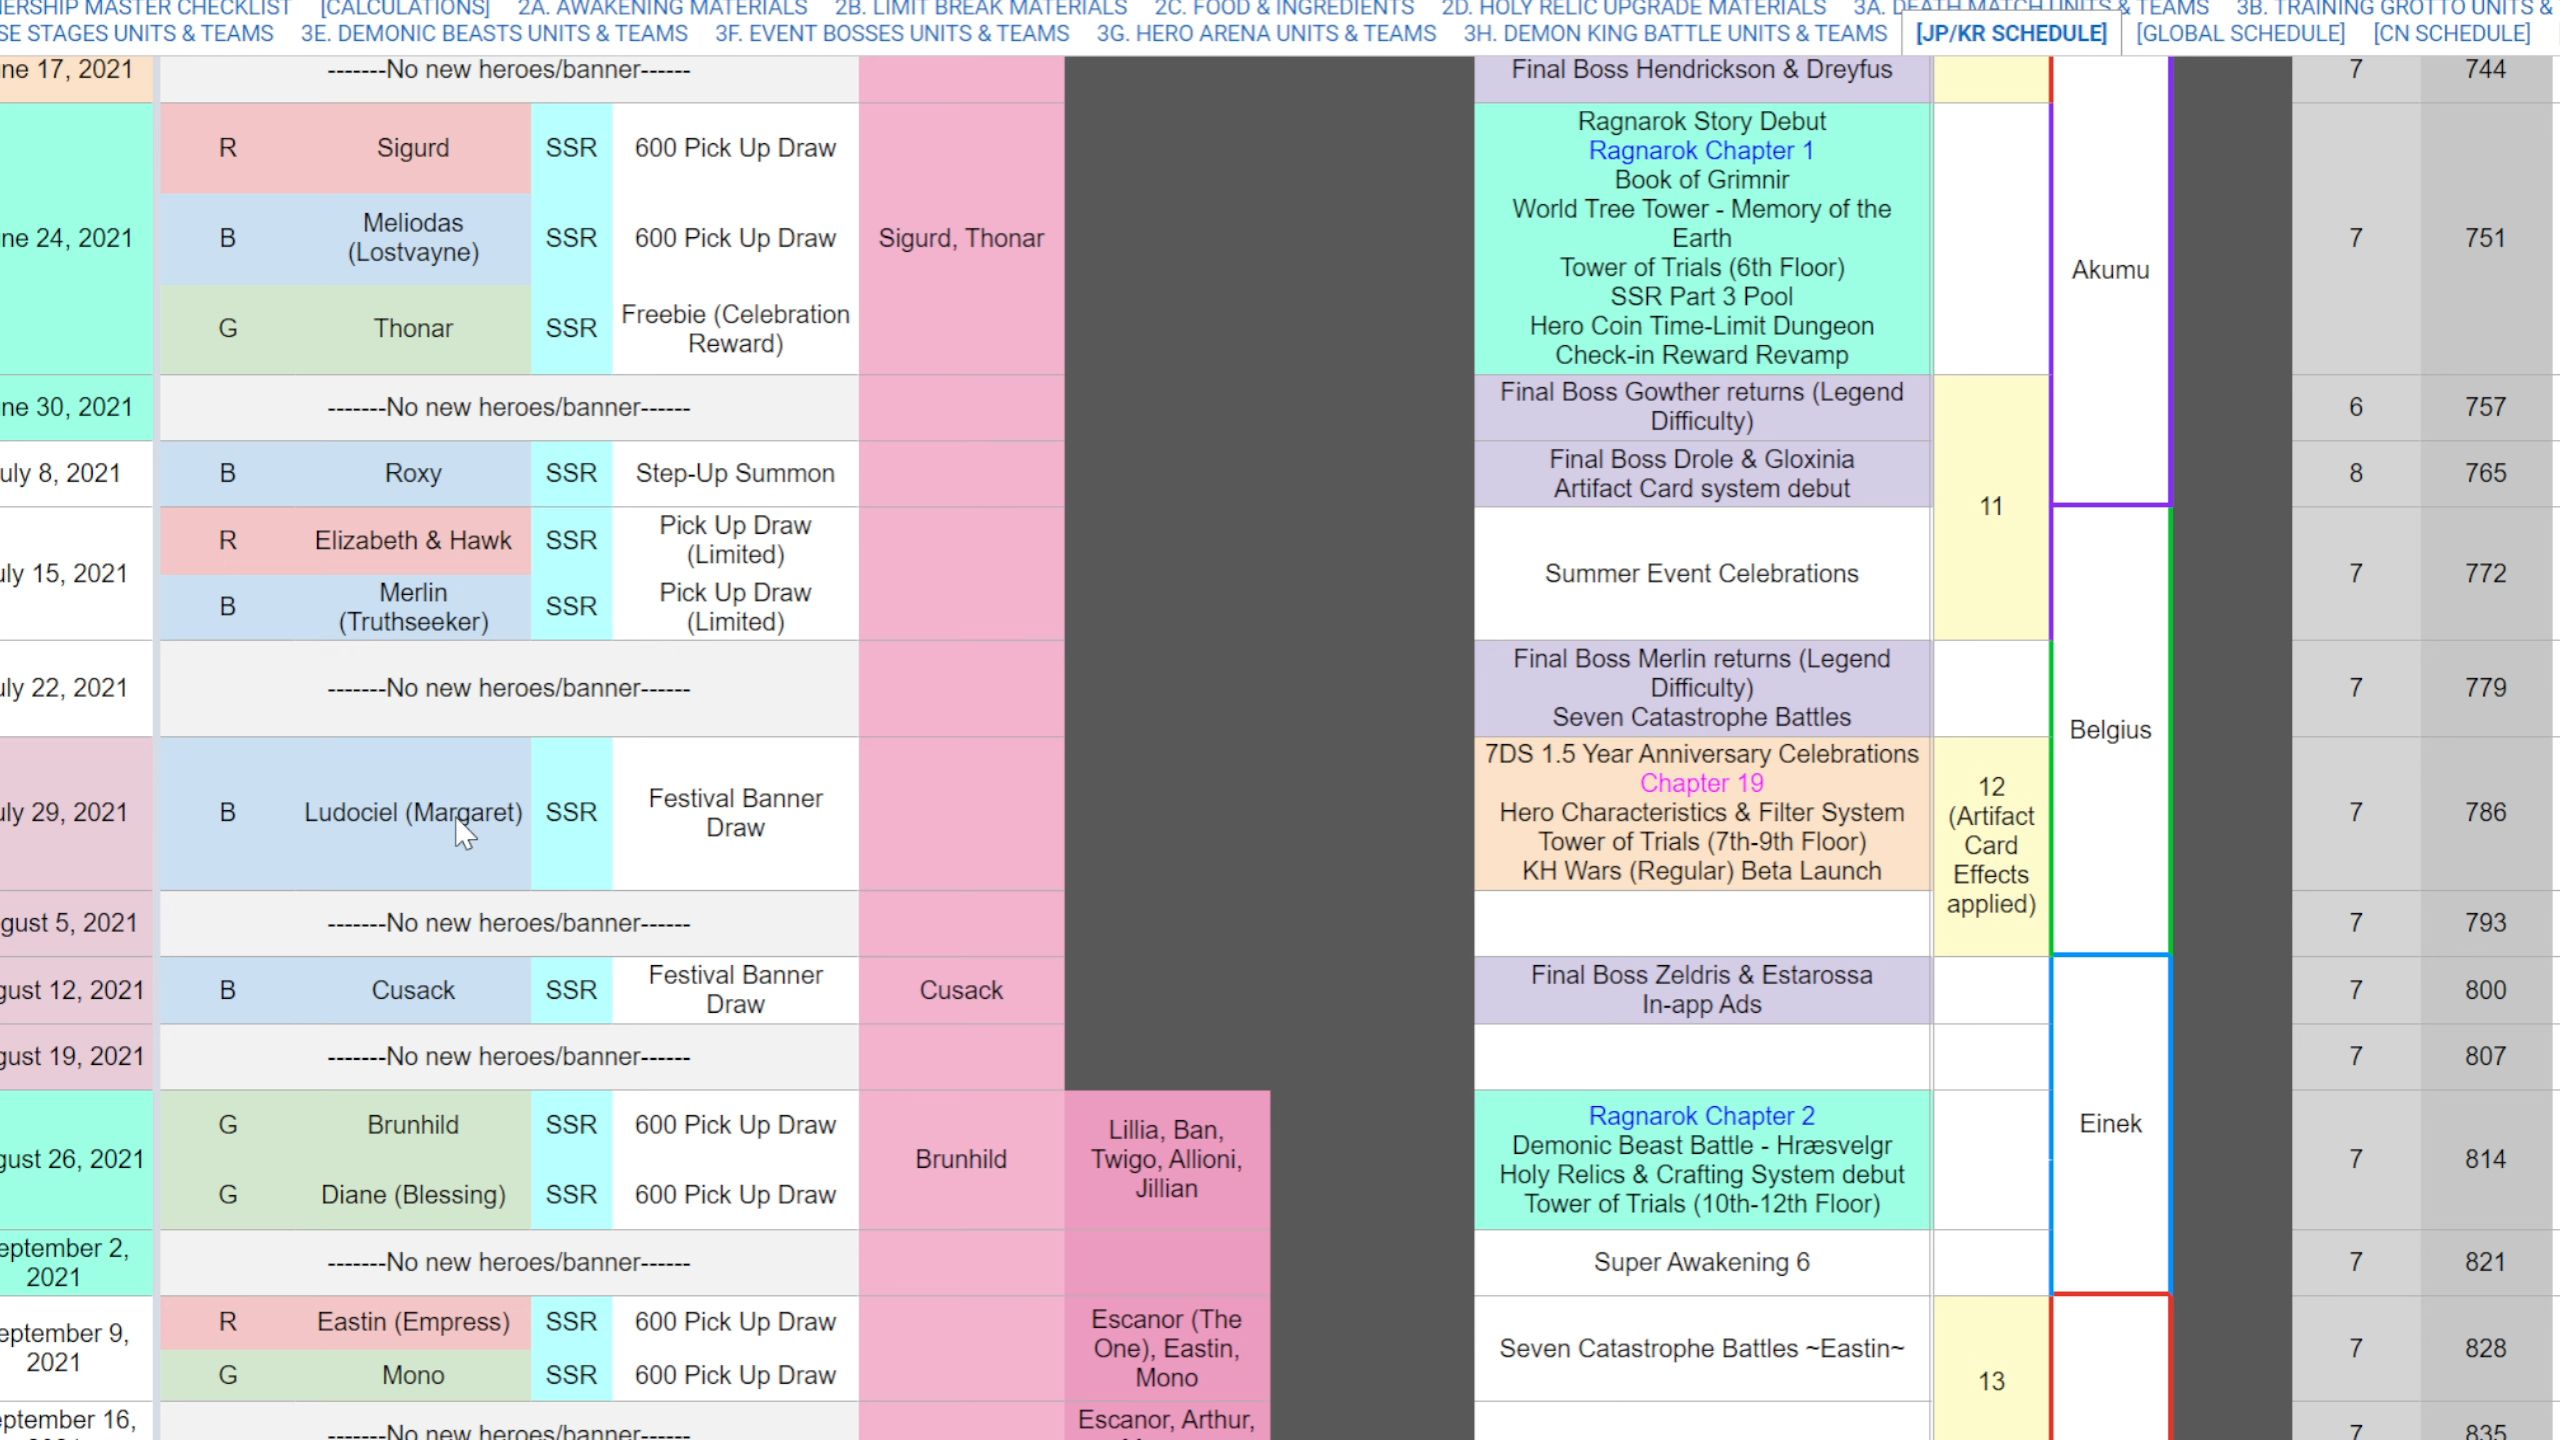 NERSHIP MASTER CHECKLIST [CALCULATIONS] 2A. AWAKENING MATERIALS 2B. LIMIT BREAK MATERIALS 2C. FOOD & INGREDIENTS 2D. HOLY RELIC UPGRADE MATERIALS 3A. DEATH MATCH UNITS & TEAMS 3B. TRAINING GROTTO UNITS &
SE STAGES UNITS & TEAMS 3E. DEMONIC BEASTS UNITS & TEAMS 3F. EVENT BOSSES UNITS & TEAMS 3G. HERO ARENA UNITS & TEAMS 3H. DEMON KING BATTLE UNITS & TEAMS [JP/KR SCHEDULE] [GLOBAL SCHEDULE] [CN SCHEDULE]
ne 17, 2021 -------No new heroes/banner------ Final Boss Hendrickson & Dreyfus 7 744
ne 24, 2021
R Sigurd SSR 600 Pick Up Draw
B Meliodas
(Lostvayne)
SSR 600 Pick Up Draw
G Thonar SSR Freebie (Celebration
Reward)
Sigurd, Thonar
Ragnarok Story Debut
Ragnarok Chapter 1
Book of Grimnir
World Tree Tower - Memory of the
Earth
Tower of Trials (6th Floor)
SSR Part 3 Pool
Hero Coin Time-Limit Dungeon
Check-in Reward Revamp
Akumu
7 751
ne 30, 2021 -------No new heroes/banner------
Final Boss Gowther returns (Legend
Difficulty)
6 757
uly 8, 2021 B Roxy SSR Step-Up Summon
Final Boss Drole & Gloxinia
Artifact Card system debut
11
8 765
uly 15, 2021
R Elizabeth & Hawk SSR Pick Up Draw
(Limited)
B Merlin
(Truthseeker)
SSR Pick Up Draw
(Limited)
Summer Event Celebrations
7 772
uly 22, 2021 -------No new heroes/banner------
Final Boss Merlin returns (Legend
Difficulty)
Seven Catastrophe Battles
Belgius
7 779
uly 29, 2021 B Ludociel (Margaret) SSR Festival Banner
Draw
7DS 1.5 Year Anniversary Celebrations
Chapter 19
Hero Characteristics & Filter System
Tower of Trials (7th-9th Floor)
KH Wars (Regular) Beta Launch
12
(Artifact
Card
Effects
applied)
7 786
gust 5, 2021 -------No new heroes/banner------ 7 793
gust 12, 2021 B Cusack SSR Festival Banner
Draw
Cusack
Final Boss Zeldris & Estarossa
In-app Ads
7 800
gust 19, 2021 -------No new heroes/banner------ 7 807
gust 26, 2021
G Brunhild SSR 600 Pick Up Draw
G Diane (Blessing) SSR 600 Pick Up Draw
Brunhild
Lillia, Ban,
Twigo, Allioni,
Jillian
Ragnarok Chapter 2
Demonic Beast Battle - Hræsvelgr
Holy Relics & Crafting System debut
Tower of Trials (10th-12th Floor)
Einek
7 814
eptember 2,
2021
-------No new heroes/banner------ Super Awakening 6 7 821
eptember 9,
2021
R Eastin (Empress) SSR 600 Pick Up Draw
G Mono SSR 600 Pick Up Draw
Escanor (The
One), Eastin,
Mono
Seven Catastrophe Battles ~Eastin~
13
7 828
eptember 16,
-------No new heroes/banner------
Escanor, Arthur,
7 835